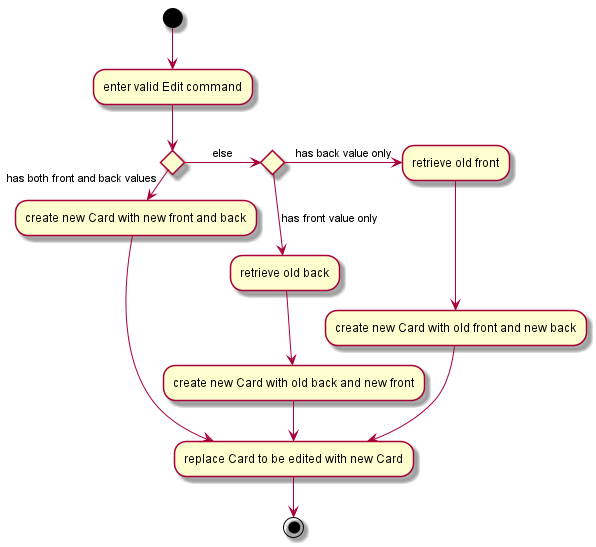 enter valid Edit command
else
has back value only
retrieve old front
has both front and back values
create new Card with new front and back
has front value only
retrieve old back
create new Card with old front and new back
create new Card with old back and new front
replace Card to be edited with new Card